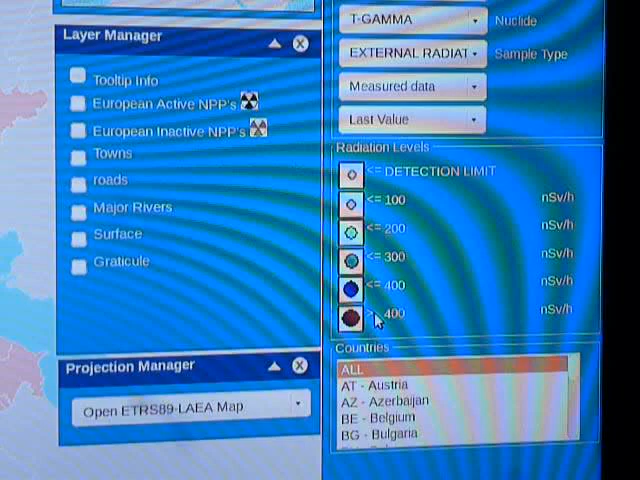 Layer Manager
Tooltip Info
European Active NPP's
European Inactive NPP's
Towns
roads
Major Rivers
Surface
Graticule
Projection Manager
Open ETRS89-LAEA Map
T-GAMMA Nuclide
EXTERNAL RADIAT Sample Type
Measured data
Last Value
Radiation Levels
<= DETECTION LIMIT
<= 100 nSv/h
<= 200 nSv/h
<= 300 nSv/h
<= 400 nSv/h
> 400 nSv/h
Countries
ALL
AT - Austria
AZ - Azerbaijan
BE - Belgium
BG - Bulgaria